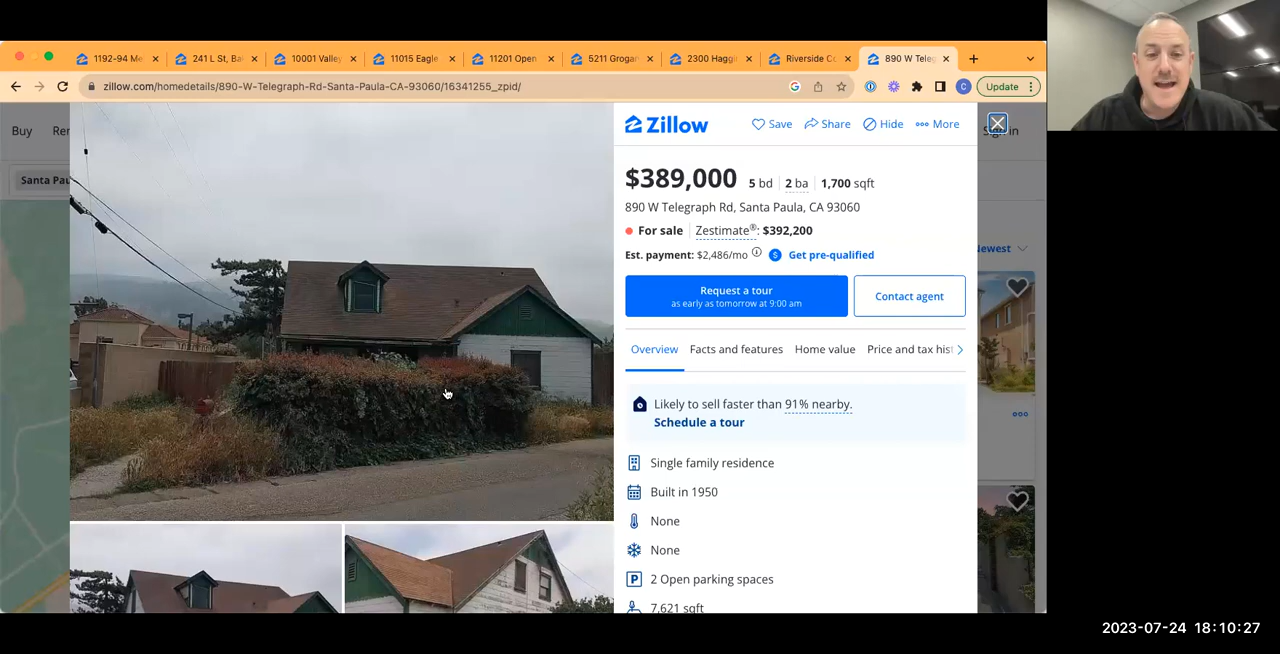 1192-94 Me
241 L St, Ba
10001 Valley
11015 Eagle
11201 Open
5211 Grogan
2300 Haggi
Riverside Co
890 W Teleg
zillow.com/homedetails/890-W-Telegraph-Rd-Santa-Paula-CA-93060/16341255_zpid/
G
C
Update
Buy
Ren
Santa Pau
Zillow
Save
Share
Hide
More
Sign in
$389,000 5 bd 2 ba 1,700 sqft
890 W Telegraph Rd, Santa Paula, CA 93060
For sale Zestimate®: $392,200
Est. payment: $2,486/mo $ Get pre-qualified
Request a tour
as early as tomorrow at 9:00 am
Contact agent
Newest
Overview
Facts and features
Home value
Price and tax hist
Likely to sell faster than 91% nearby.
Schedule a tour
Single family residence
Built in 1950
None
None
P 2 Open parking spaces
7,621 sqft
2023-07-24 18:10:27